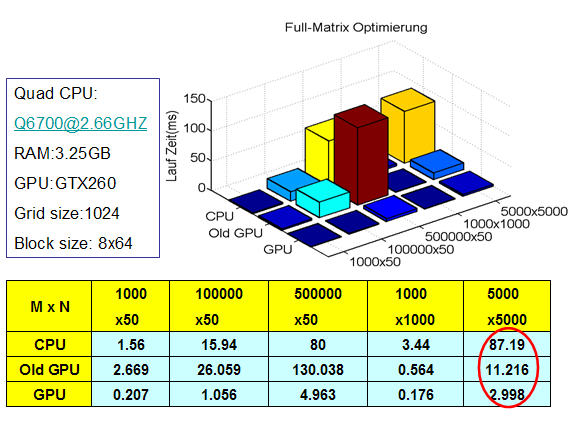 Full-Matrix Optimierung
Quad CPU:
Q6700@2.66GHZ
RAM:3.25GB
GPU:GTX260
Grid size:1024
Block size: 8x64
Lauf Zeit(ms)
150
100
50
0
CPU
Old GPU
GPU
1000x50
100000x50
500000x50
1000x1000
5000x5000
M x N 1000 x50 100000 x50 500000 x50 1000 x1000 5000 x5000
CPU 1.56 15.94 80 3.44 87.19
Old GPU 2.669 26.059 130.038 0.564 11.216
GPU 0.207 1.056 4.963 0.176 2.998